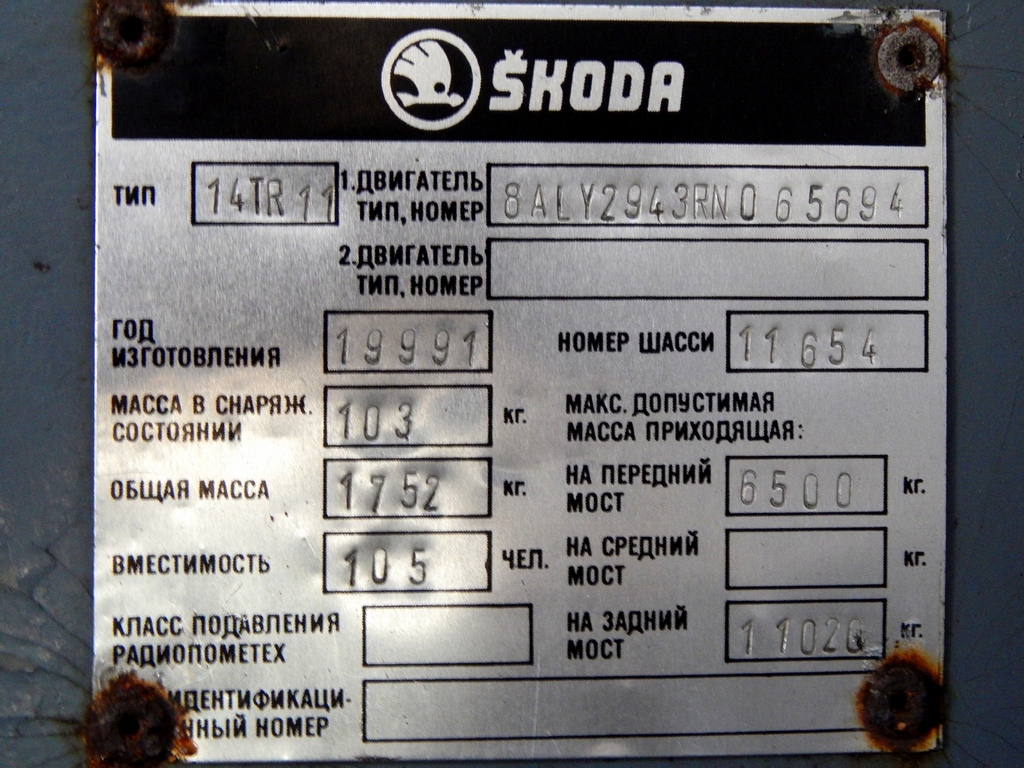 ŠKODA
ТИП 14TR 11 1.ДВИГАТЕЛЬ ТИП, НОМЕР 8ALY2943RN0 65694
2.ДВИГАТЕЛЬ ТИП, НОМЕР
ГОД ИЗГОТОВЛЕНИЯ 19991 НОМЕР ШАССИ 11654
МАССА В СНАРЯЖ. СОСТОЯНИИ 103 кг. МАКС. ДОПУСТИМАЯ МАССА ПРИХОДЯЩАЯ:
ОБЩАЯ МАССА 1752 кг. НА ПЕРЕДНИЙ МОСТ 6500 кг.
ВМЕСТИМОСТЬ 105 ЧЕЛ. НА СРЕДНИЙ МОСТ кг.
КЛАСС ПОДАВЛЕНИЯ РАДИОПОМЕТЕХ НА ЗАДНИЙ МОСТ 11020 кг.
ИДЕНТИФИКАЦИ-
ННЫЙ НОМЕР